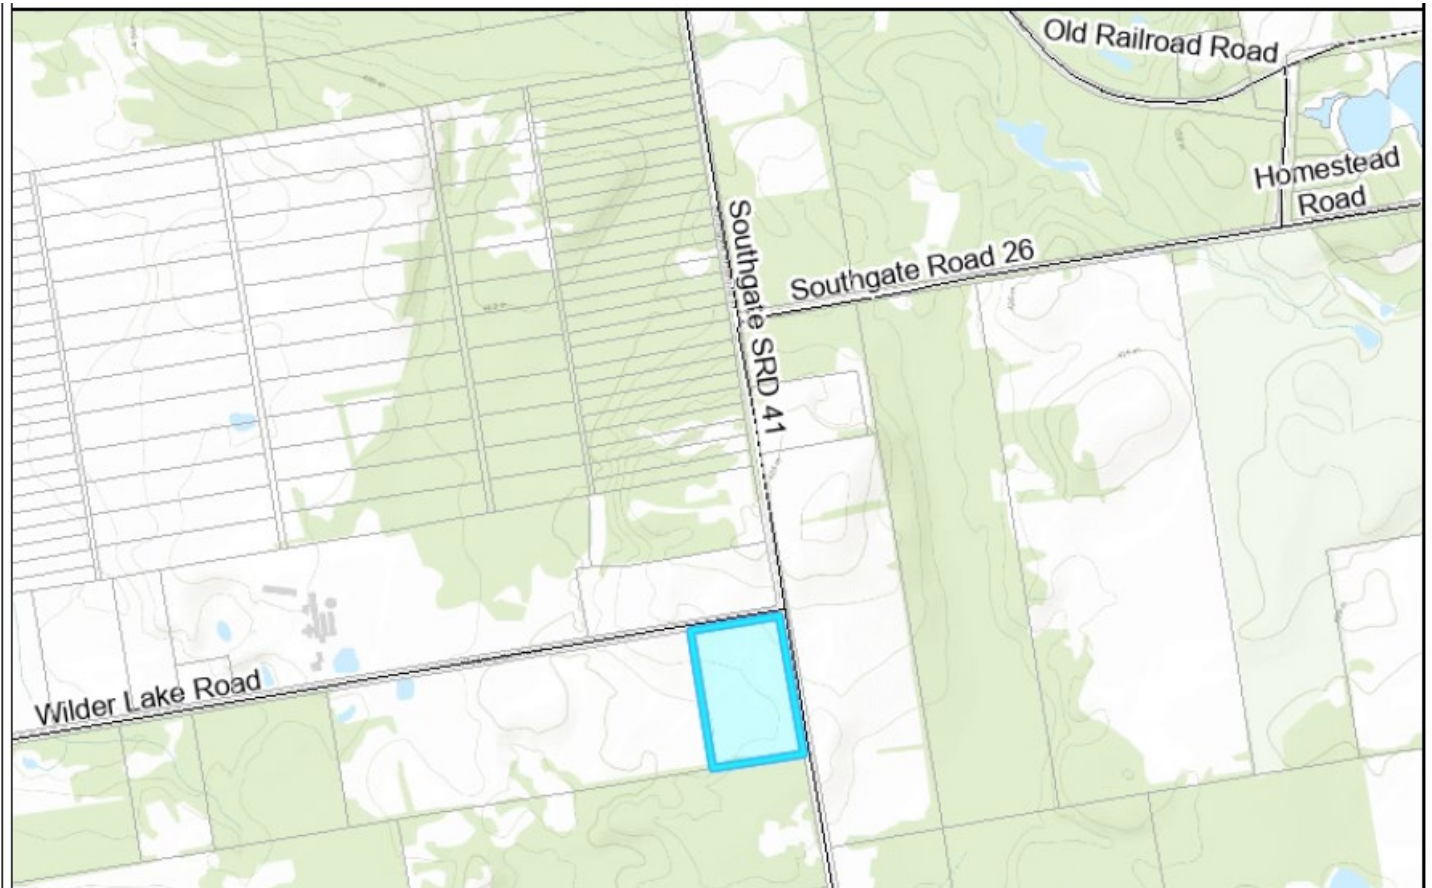 Old Railroad Road
Homestead
Road
Southgate SRD 41
Southgate Road 26
Wilder Lake Road